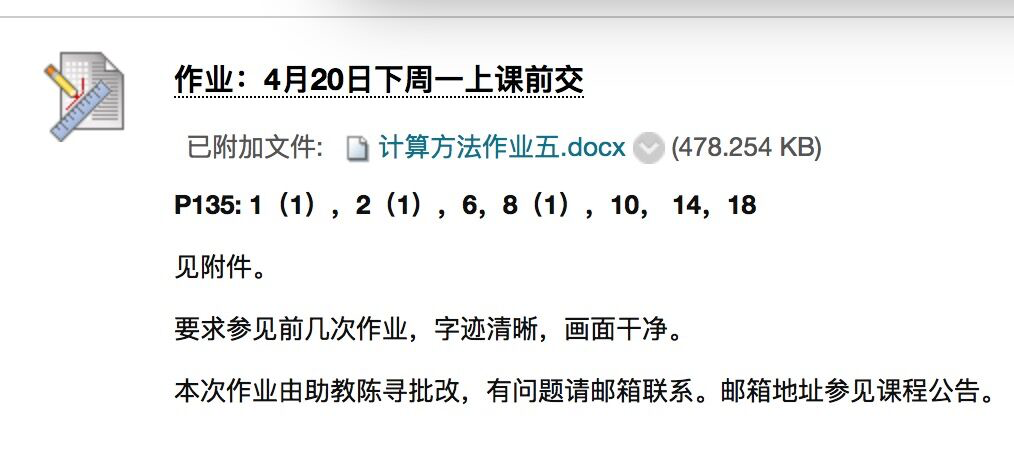 作业：4月20日下周一上课前交
已附加文件: 计算方法作业五.docx (478.254 KB)
P135: 1（1），2（1），6，8（1），10， 14，18
见附件。
要求参见前几次作业，字迹清晰，画面干净。
本次作业由助教陈寻批改，有问题请邮箱联系。邮箱地址参见课程公告。